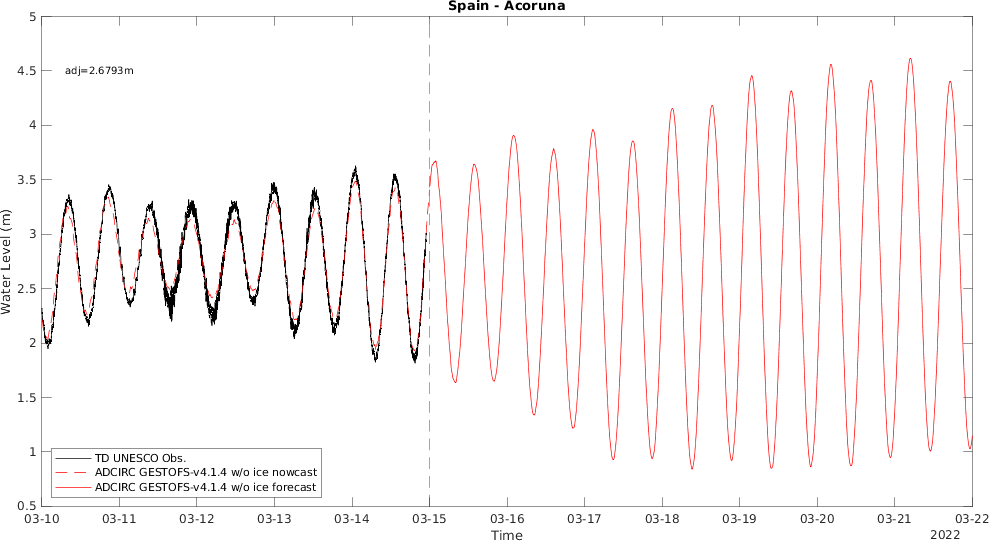 Spain - Acoruna
5
4.5
4
3.5
3
2.5
2
1.5
1
0.5
Water Level (m)
adj=2.6793m
TD UNESCO Obs.
ADCIRC GESTOFS-v4.1.4 w/o ice nowcast
ADCIRC GESTOFS-v4.1.4 w/o ice forecast
03-10 03-11 03-12 03-13 03-14 03-15 03-16 03-17 03-18 03-19 03-20 03-21 03-22
Time
2022